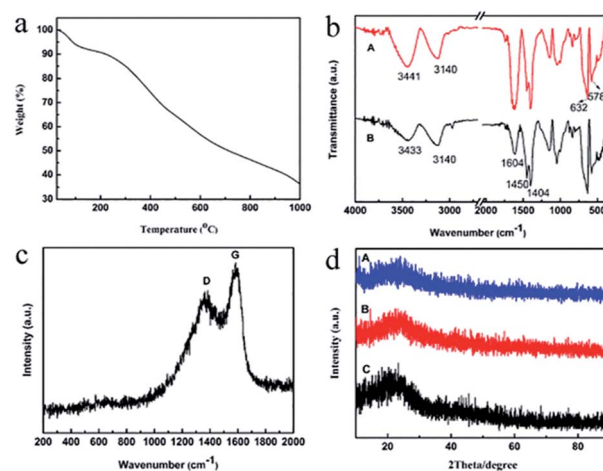 a
100
90
80
70
60
50
40
30
Weight (%)
0 200 400 600 800 1000
Temperature (°C)
b
A
3441
3140
632
578
B
3433
3140
1604
1450
1404
Transmittance (a.u.)
4000 3500 3000 2000 1500 1000 500
Wavenumber (cm-1)
c
D
G
Intensity (a.u.)
200 400 600 800 1000 1200 1400 1600 1800 2000
Wavenumber (cm-1)
d
A
B
C
Intensity (a.u.)
20 40 60 80
2Theta/degree